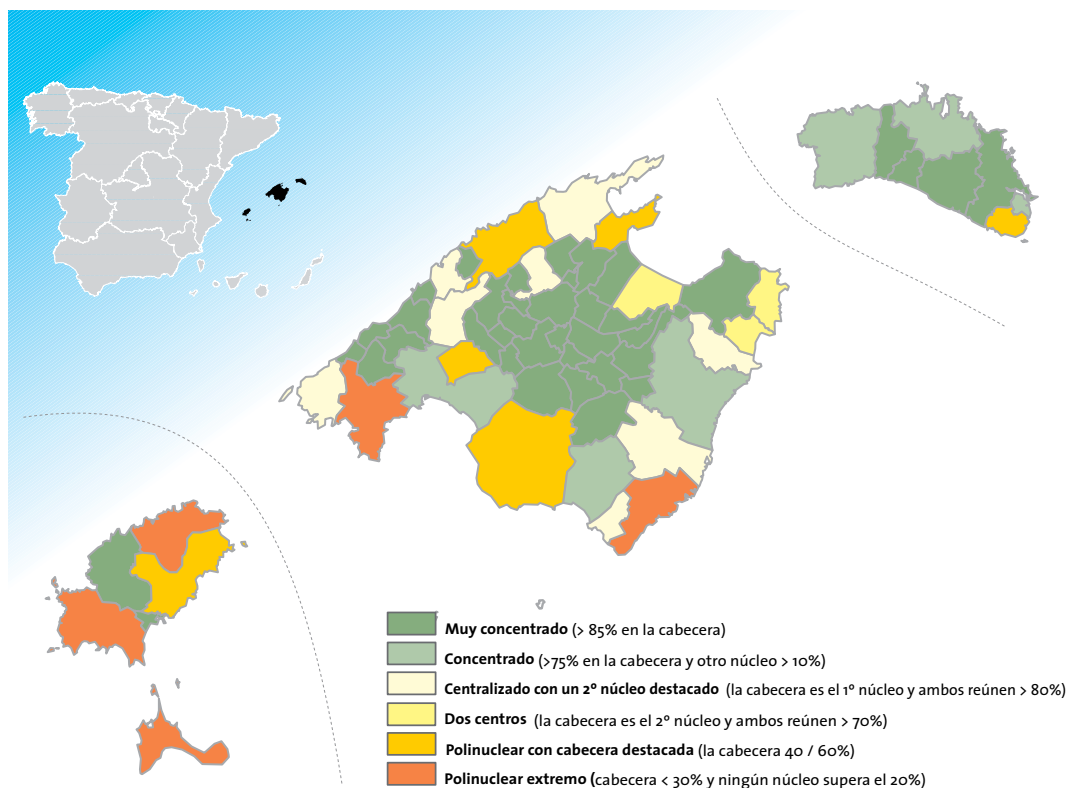 Muy concentrado (> 85% en la cabecera)
Concentrado (>75% en la cabecera y otro núcleo > 10%)
Centralizado con un 2º núcleo destacado (la cabecera es el 1º núcleo y ambos reúnen > 80%)
Dos centros (la cabecera es el 2º núcleo y ambos reúnen > 70%)
Polinuclear con cabecera destacada (la cabecera 40 / 60%)
Polinuclear extremo (cabecera < 30% y ningún núcleo supera el 20%)